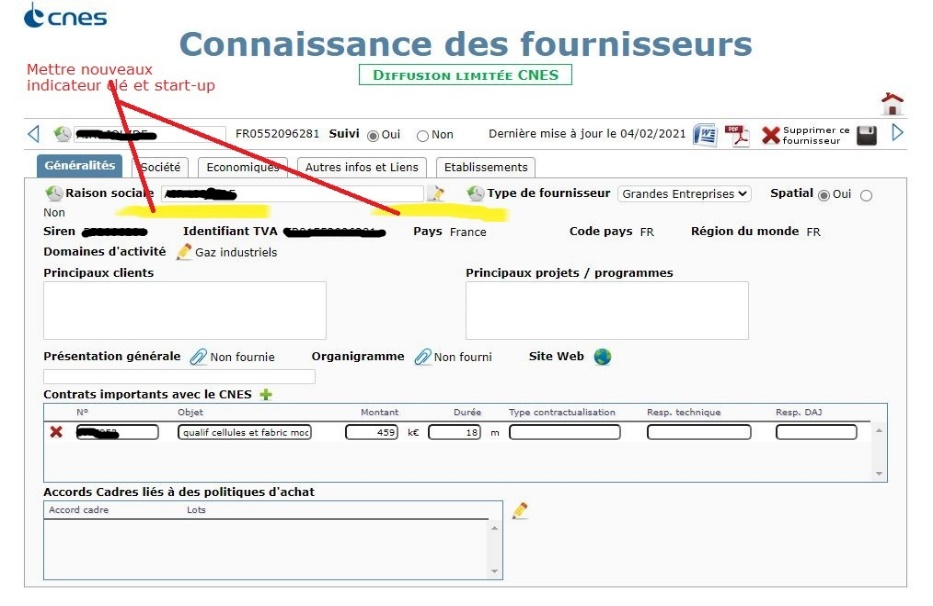 cnes
Connaissance des fournisseurs
Mettre nouveaux
indicateur clé et start-up
DIFFUSION LIMITÉE CNES
FR0552096281 Suivi Oui Non Dernière mise à jour le 04/02/2021 Supprimer ce
fournisseur
Généralités Société Economiques Autres infos et Liens Etablissements
Raison sociale Type de fournisseur Grandes Entreprises Spatial Oui
Non
Siren Identifiant TVA Pays France Code pays FR Région du monde FR
Domaines d'activité Gaz industriels
Principaux clients Principaux projets / programmes
Présentation générale Non fournie Organigramme Non fourni Site Web
Contrats importants avec le CNES
N° Objet Montant Durée Type contractualisation Resp. technique Resp. DAJ
qualif cellules et fabric moc 459 k€ 18 m
Accords Cadres liés à des politiques d'achat
Accord cadre Lots